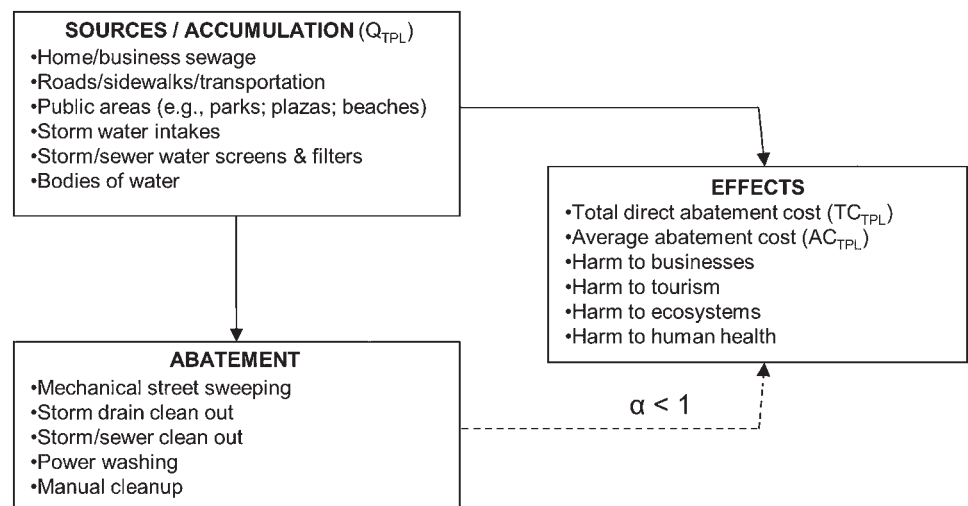 SOURCES / ACCUMULATION (Q_TPL)
•Home/business sewage
•Roads/sidewalks/transportation
•Public areas (e.g., parks; plazas; beaches)
•Storm water intakes
•Storm/sewer water screens & filters
•Bodies of water
EFFECTS
•Total direct abatement cost (TC_TPL)
•Average abatement cost (AC_TPL)
•Harm to businesses
•Harm to tourism
•Harm to ecosystems
•Harm to human health
ABATEMENT
•Mechanical street sweeping
•Storm drain clean out
•Storm/sewer clean out
•Power washing
•Manual cleanup
α < 1